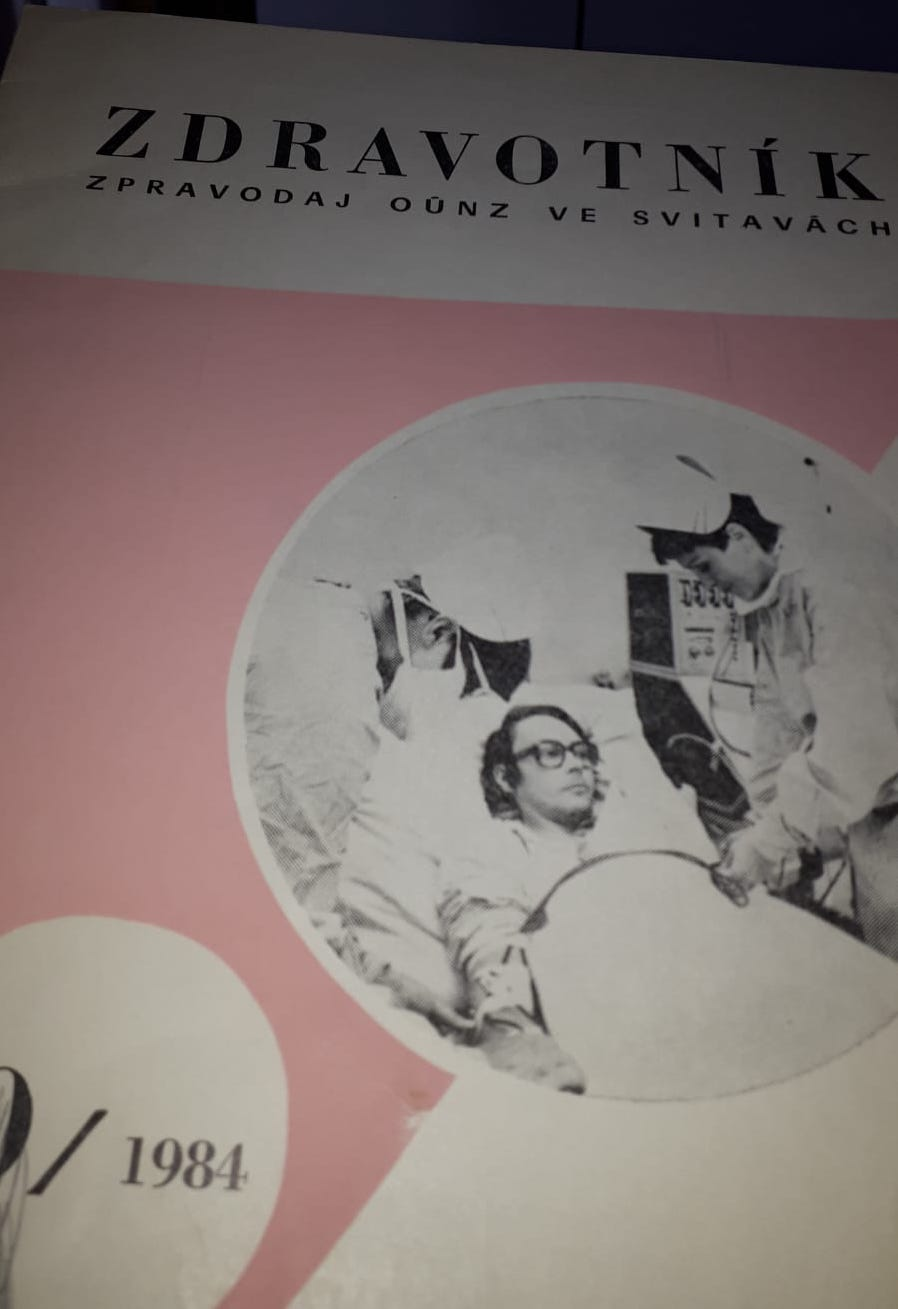 ZDRAVOTNÍK
ZPRAVODAJ OÚNZ VE SVITAVÁCH
/ 1984